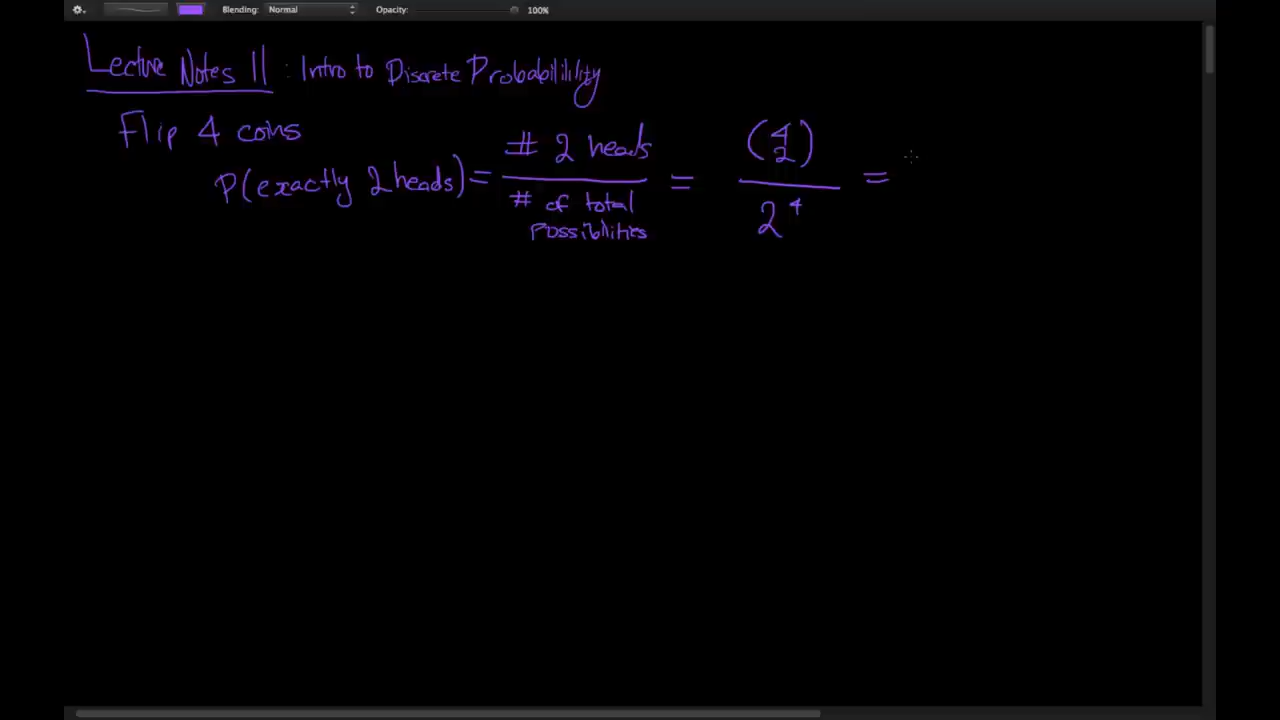 Blending: Normal Opacity: 100%
Lecture Notes 11 : Intro to Discrete Probabilility
Flip 4 coins
P(exactly 2 heads) = # 2 heads / # of total possibilities = (4 2) / 2^4 =